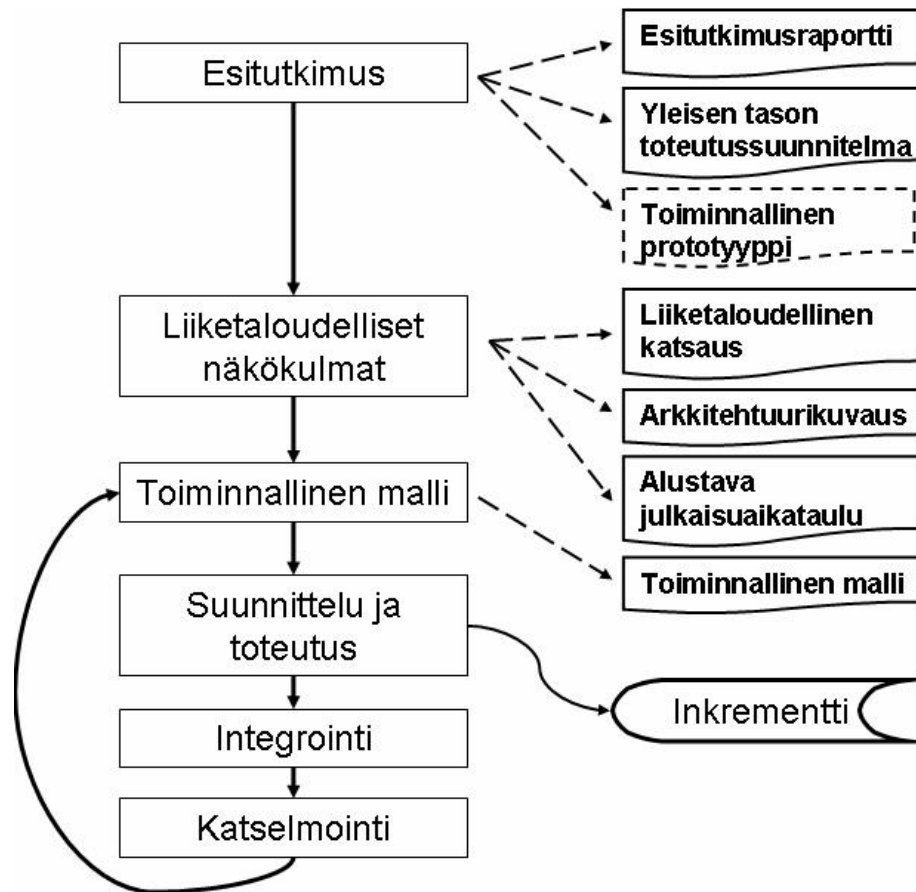 Esitutkimus
Esitutkimusraportti
Yleisen tason
toteutussuunnitelma
Toiminnallinen
prototyyppi
Liiketaloudelliset
näkökulmat
Liiketaloudellinen
katsaus
Arkkitehtuurikuvaus
Alustava
julkaisuaikataulu
Toiminnallinen malli
Toiminnallinen malli
Suunnittelu ja
toteutus
Inkrementti
Integrointi
Katselmointi